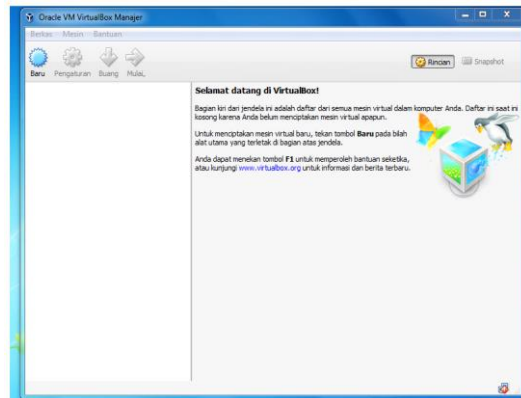 Oracle VM VirtualBox Manajer
Berkas Mesin Bantuan
Baru Pengaturan Buang Mulai,
Rincian Snapshot
Selamat datang di VirtualBox!
Bagian kiri dari jendela ini adalah daftar dari semua mesin virtual dalam komputer Anda. Daftar ini saat ini
kosong karena Anda belum menciptakan mesin virtual apapun.
Untuk menciptakan mesin virtual baru, tekan tombol Baru pada bilah
alat utama yang terletak di bagian atas jendela.
Anda dapat menekan tombol F1 untuk memperoleh bantuan seketika,
atau kunjungi www.virtualbox.org untuk informasi dan berita terbaru.